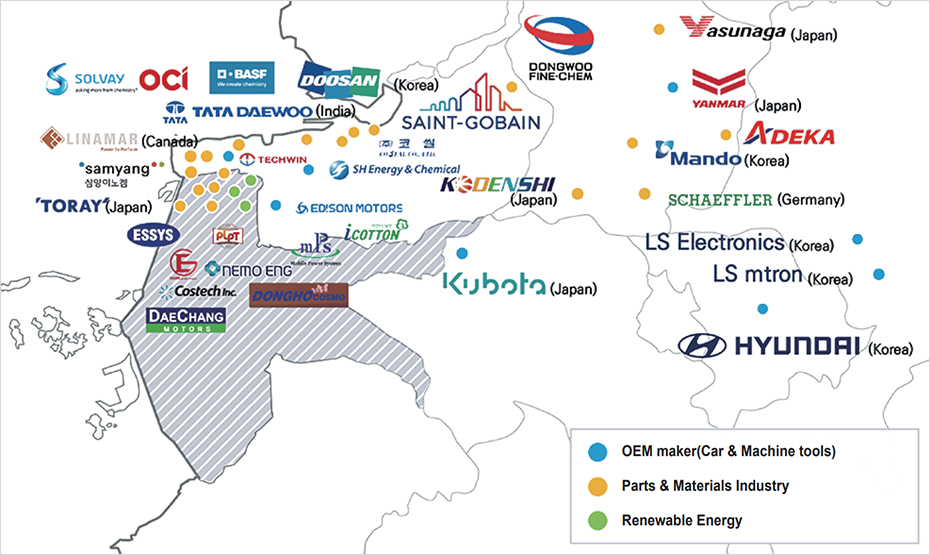 DONGWOO
FINE-CHEM
Yasunaga (Japan)
SOLVAY
asking more from chemistry®
OCI
BASF
We create chemistry
DOOSAN (Korea)
YANMAR (Japan)
TATA
TATA DAEWOO (India)
SAINT-GOBAIN
LINAMAR (Canada)
Power to Perform
(주) 코 썰
TECHWIN
SH Energy & Chemical
ADEKA
Mando (Korea)
samyang
삼양이노켐
KODENSHI
(Japan)
SCHAEFFLER (Germany)
'TORAY' (Japan)
EDISON MOTORS
ESSYS
PLOT
iCOTTON
mPs
Mobile Power System
LS Electronics (Korea)
NEMO ENG
LS mtron (Korea)
Kubota (Japan)
Costech Inc.
DONGHO COSMO
DAECHANG
MOTORS
HYUNDAI (Korea)
OEM maker(Car & Machine tools)
Parts & Materials Industry
Renewable Energy